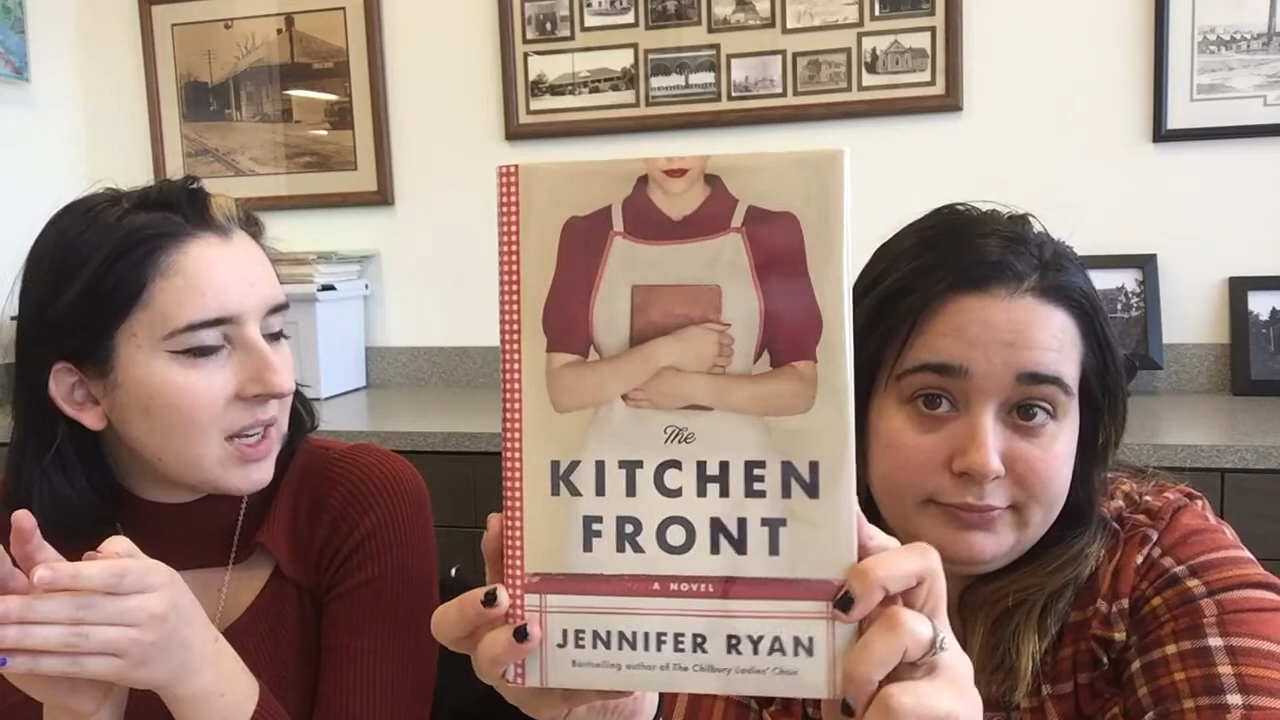 The
KITCHEN
FRONT
A NOVEL
JENNIFER RYAN
Bestselling author of The Chilbury Ladies' Choir